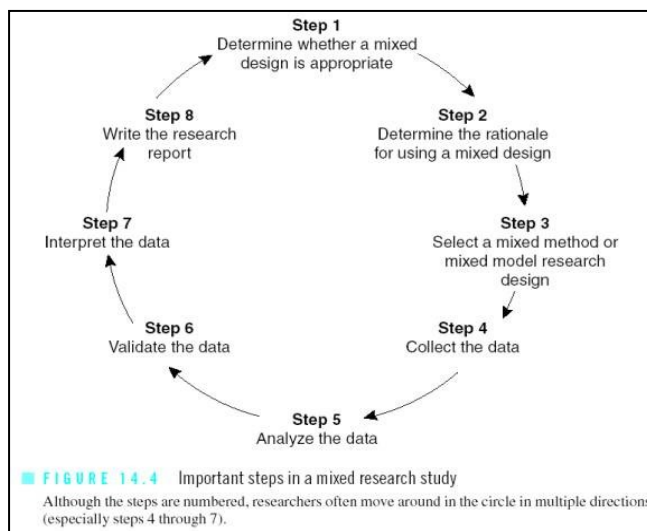 Step 1
Determine whether a mixed
design is appropriate
Step 2
Determine the rationale
for using a mixed design
Step 3
Select a mixed method or
mixed model research
design
Step 4
Collect the data
Step 5
Analyze the data
Step 6
Validate the data
Step 7
Interpret the data
Step 8
Write the research
report
FIGURE 14.4 Important steps in a mixed research study
Although the steps are numbered, researchers often move around in the circle in multiple directions
(especially steps 4 through 7).